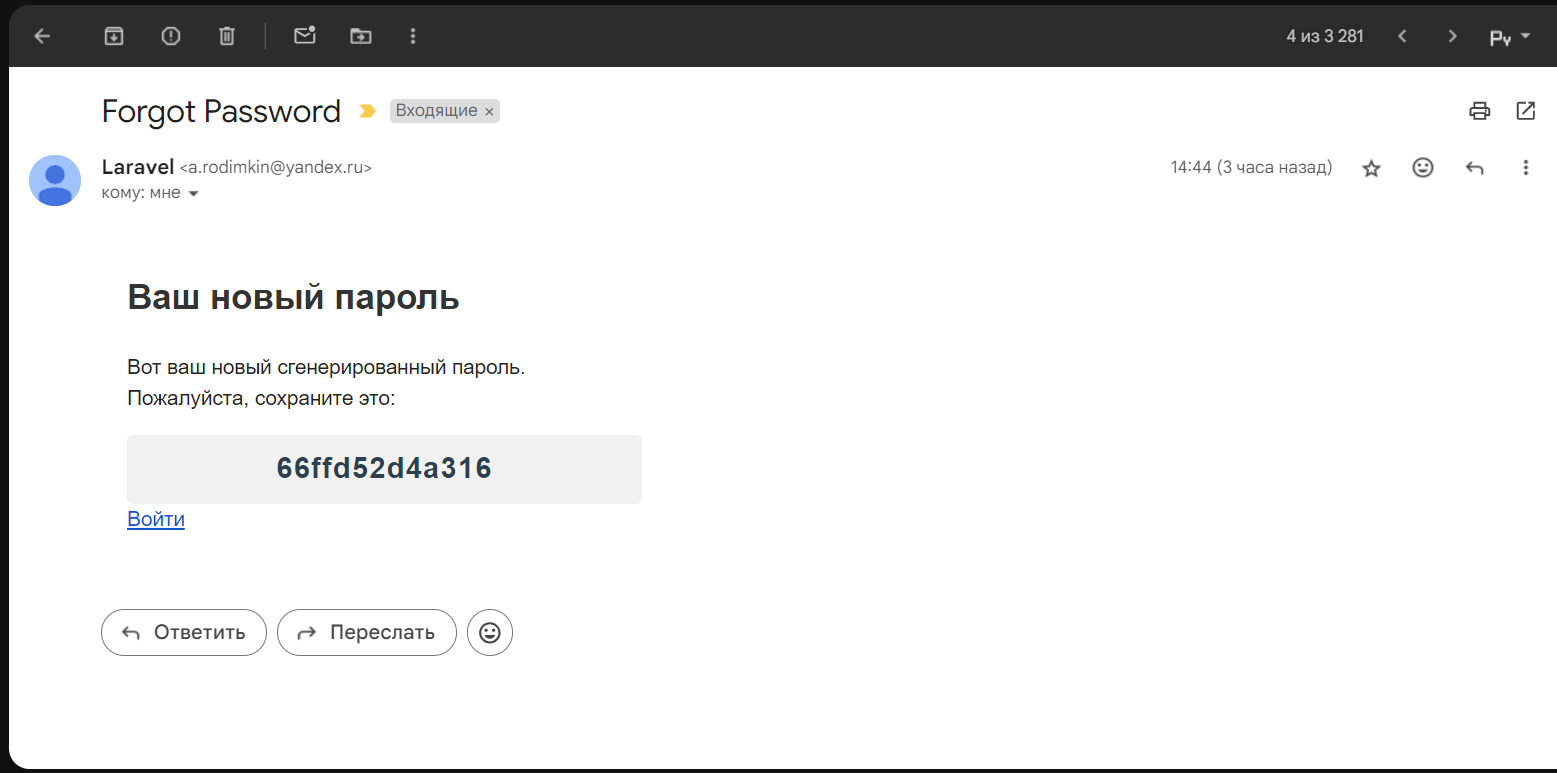 4 из 3 281
Ру
Forgot Password
Входящие ×
Laravel <a.rodimkin@yandex.ru>
14:44 (3 часа назад)
кому: мне
Ваш новый пароль
Вот ваш новый сгенерированный пароль.
Пожалуйста, сохраните это:
66ffd52d4a316
Войти
Ответить
Переслать